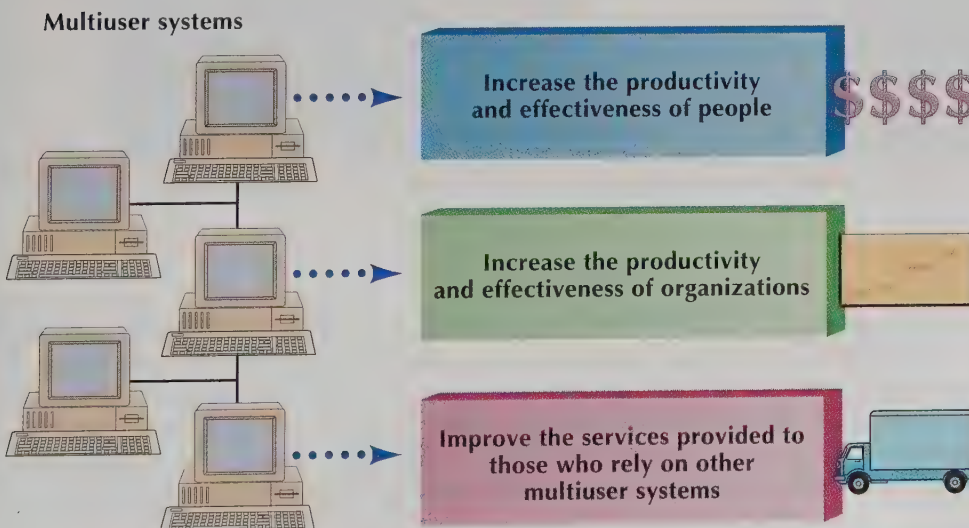 Multiuser systems
Increase the productivity
and effectiveness of people
$$$$
Increase the productivity
and effectiveness of organizations
Improve the services provided to
those who rely on other
multiuser systems